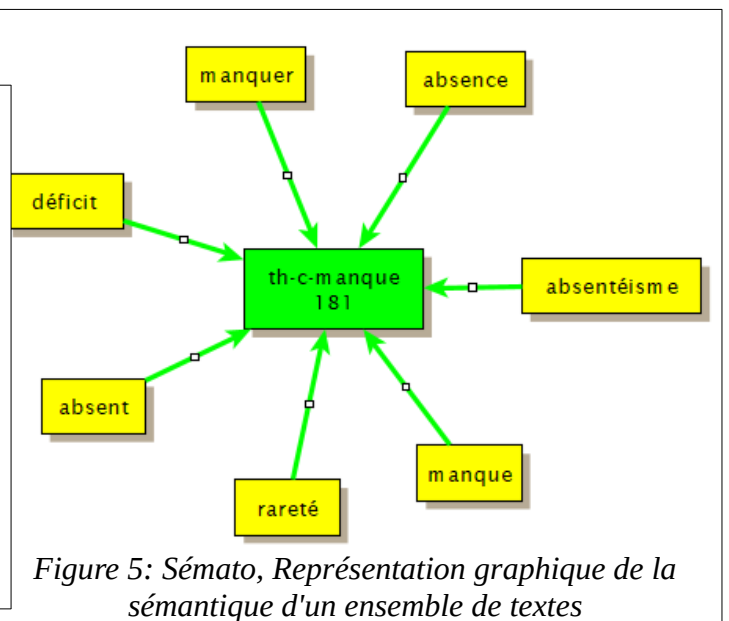 manquer
absence
déficit
th-c-manque
181
absentéisme
absent
manque
rareté
Figure 5: Sémato, Représentation graphique de la
sémantique d'un ensemble de textes